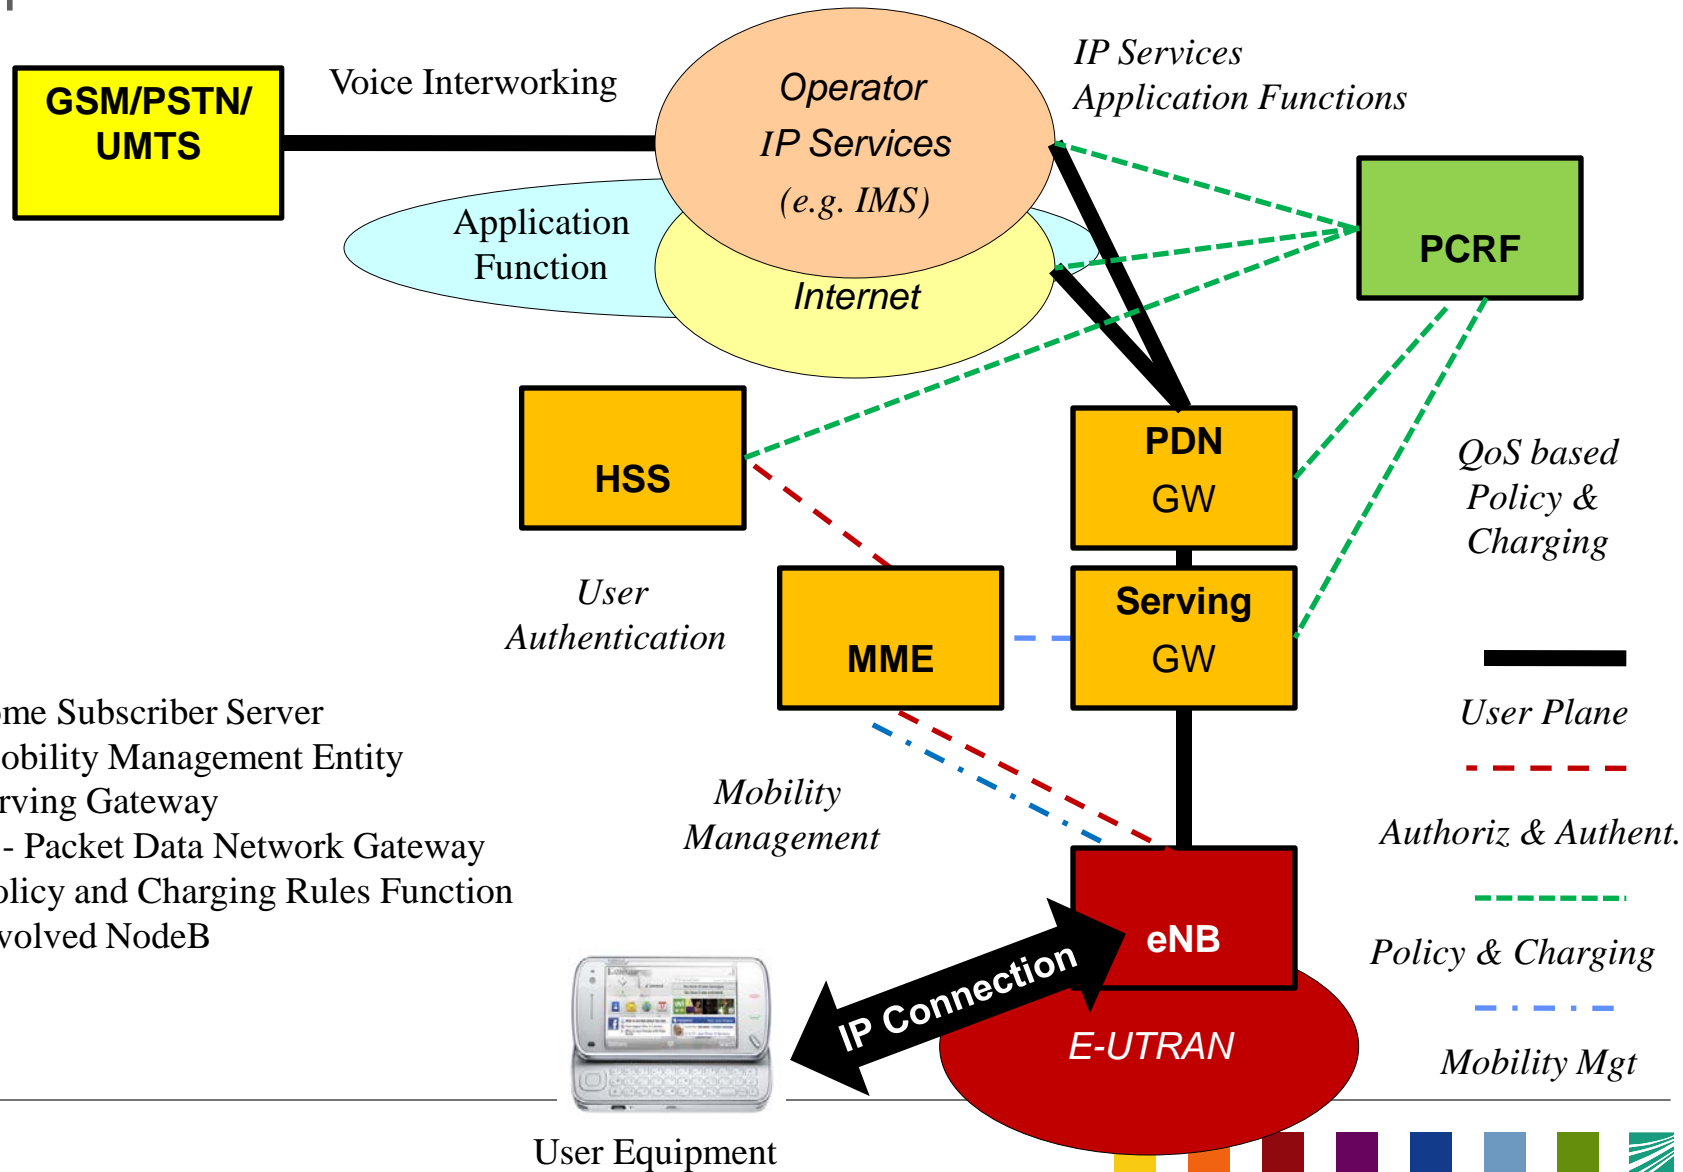 GSM/PSTN/
UMTS
Voice Interworking
Operator
IP Services
(e.g. IMS)
IP Services
Application Functions
Application
Function
Internet
PCRF
HSS
PDN
GW
QoS based
Policy &
Charging
User
Authentication
MME
Serving
GW
User Plane
ome Subscriber Server
obility Management Entity
rving Gateway
- Packet Data Network Gateway
olicy and Charging Rules Function
volved NodeB
Mobility
Management
Authoriz & Authent.
eNB
Policy & Charging
IP Connection
E-UTRAN
Mobility Mgt
User Equipment